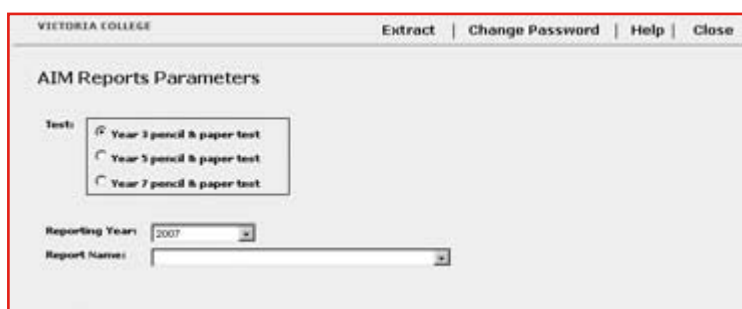 VICTORIA COLLEGE
Extract | Change Password | Help | Close
AIM Reports Parameters
Test:
Year 3 pencil & paper test
Year 5 pencil & paper test
Year 7 pencil & paper test
Reporting Year: 2007
Report Name: